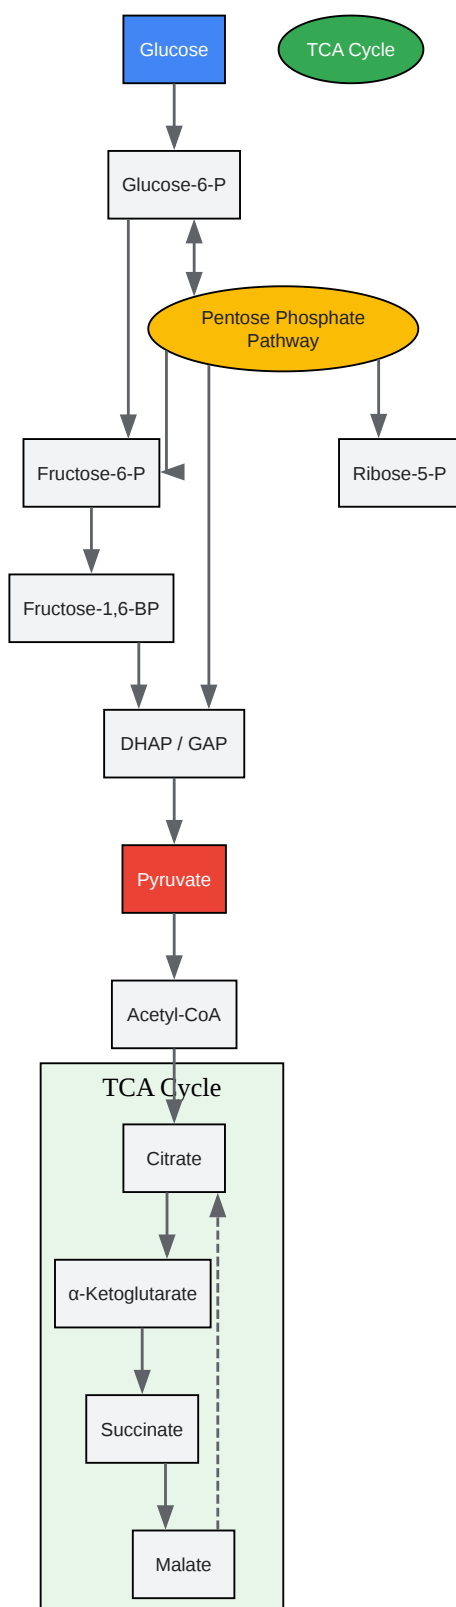 Glucose
TCA Cycle
Glucose-6-P
Pentose Phosphate
Pathway
Fructose-6-P
Ribose-5-P
Fructose-1,6-BP
DHAP / GAP
Pyruvate
Acetyl-CoA
TCA Cycle
Citrate
α-Ketoglutarate
Succinate
Malate